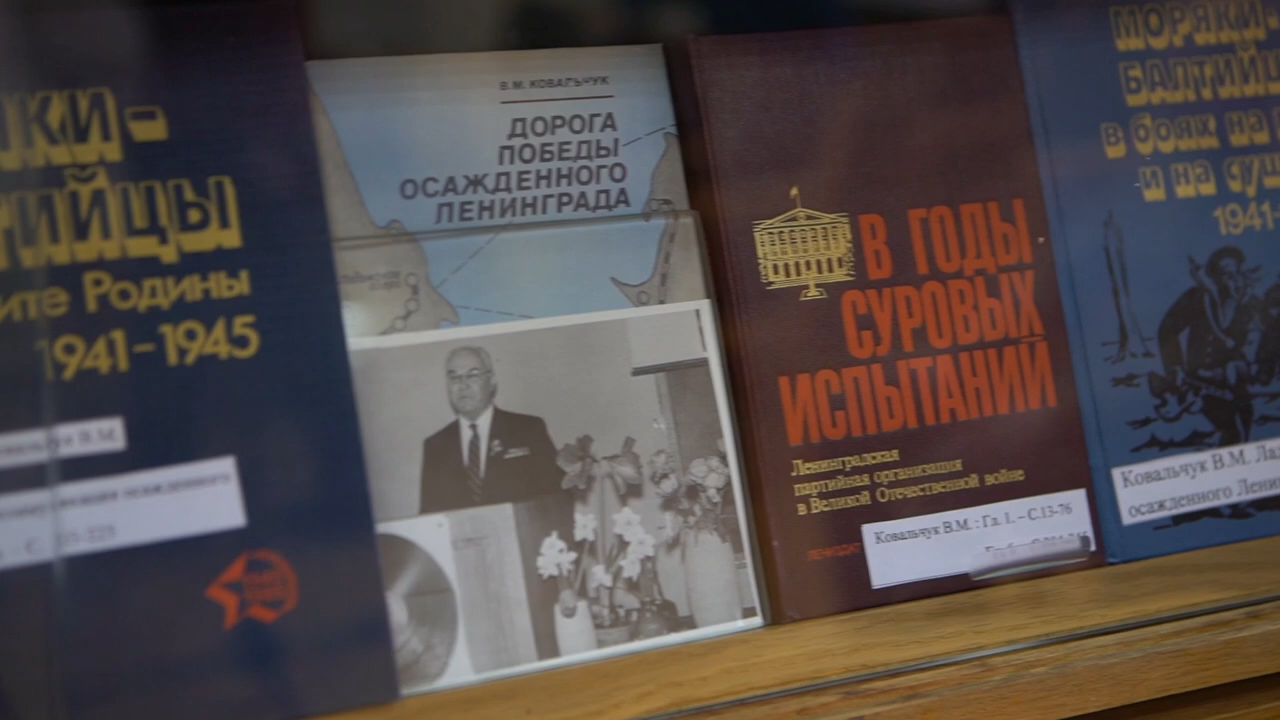 КИ-
ТИЙЦЫ
ите Родины
1941-1945
В.М. КОВАЛЬЧУК
ДОРОГА
ПОБЕДЫ
ОСАЖДЕННОГО
ЛЕНИНГРАДА
В ГОДЫ
СУРОВЫХ
ИСПЫТАНИЙ
Ленинградская
партийная организация
в Великой Отечественной войне
Ковальчук В.М. : Гл. 1. – С.13-76
МОРЯКИ-
БАЛТИЙЦ
в боях на
и на суш
1941-
Ковальчук В.М. Ла
осажденного Лени